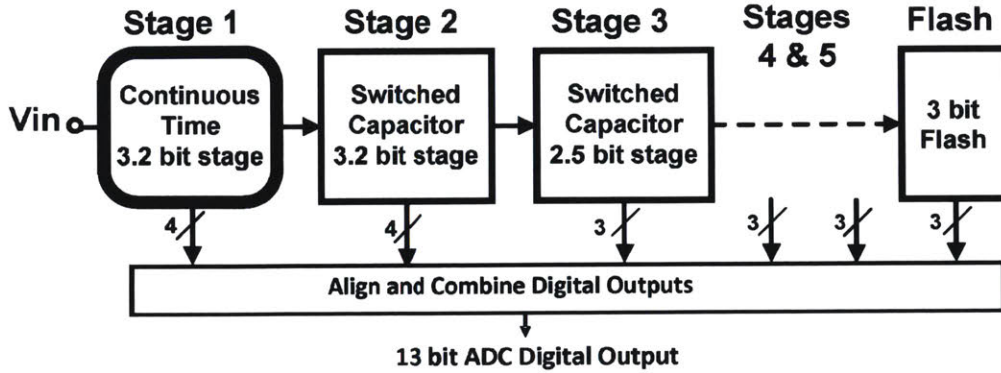 Stage 1
Stage 2
Stage 3
Stages
4 & 5
Flash
Vin
Continuous
Time
3.2 bit stage
Switched
Capacitor
3.2 bit stage
Switched
Capacitor
2.5 bit stage
3 bit
Flash
4
4
3
3
3
3
Align and Combine Digital Outputs
13 bit ADC Digital Output